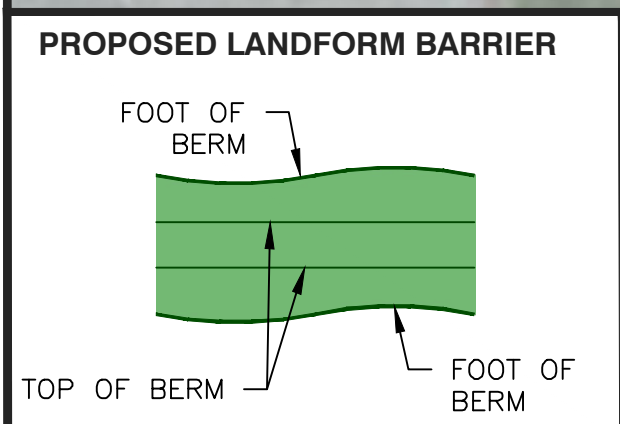 PROPOSED LANDFORM BARRIER
FOOT OF
BERM
TOP OF BERM
FOOT OF
BERM